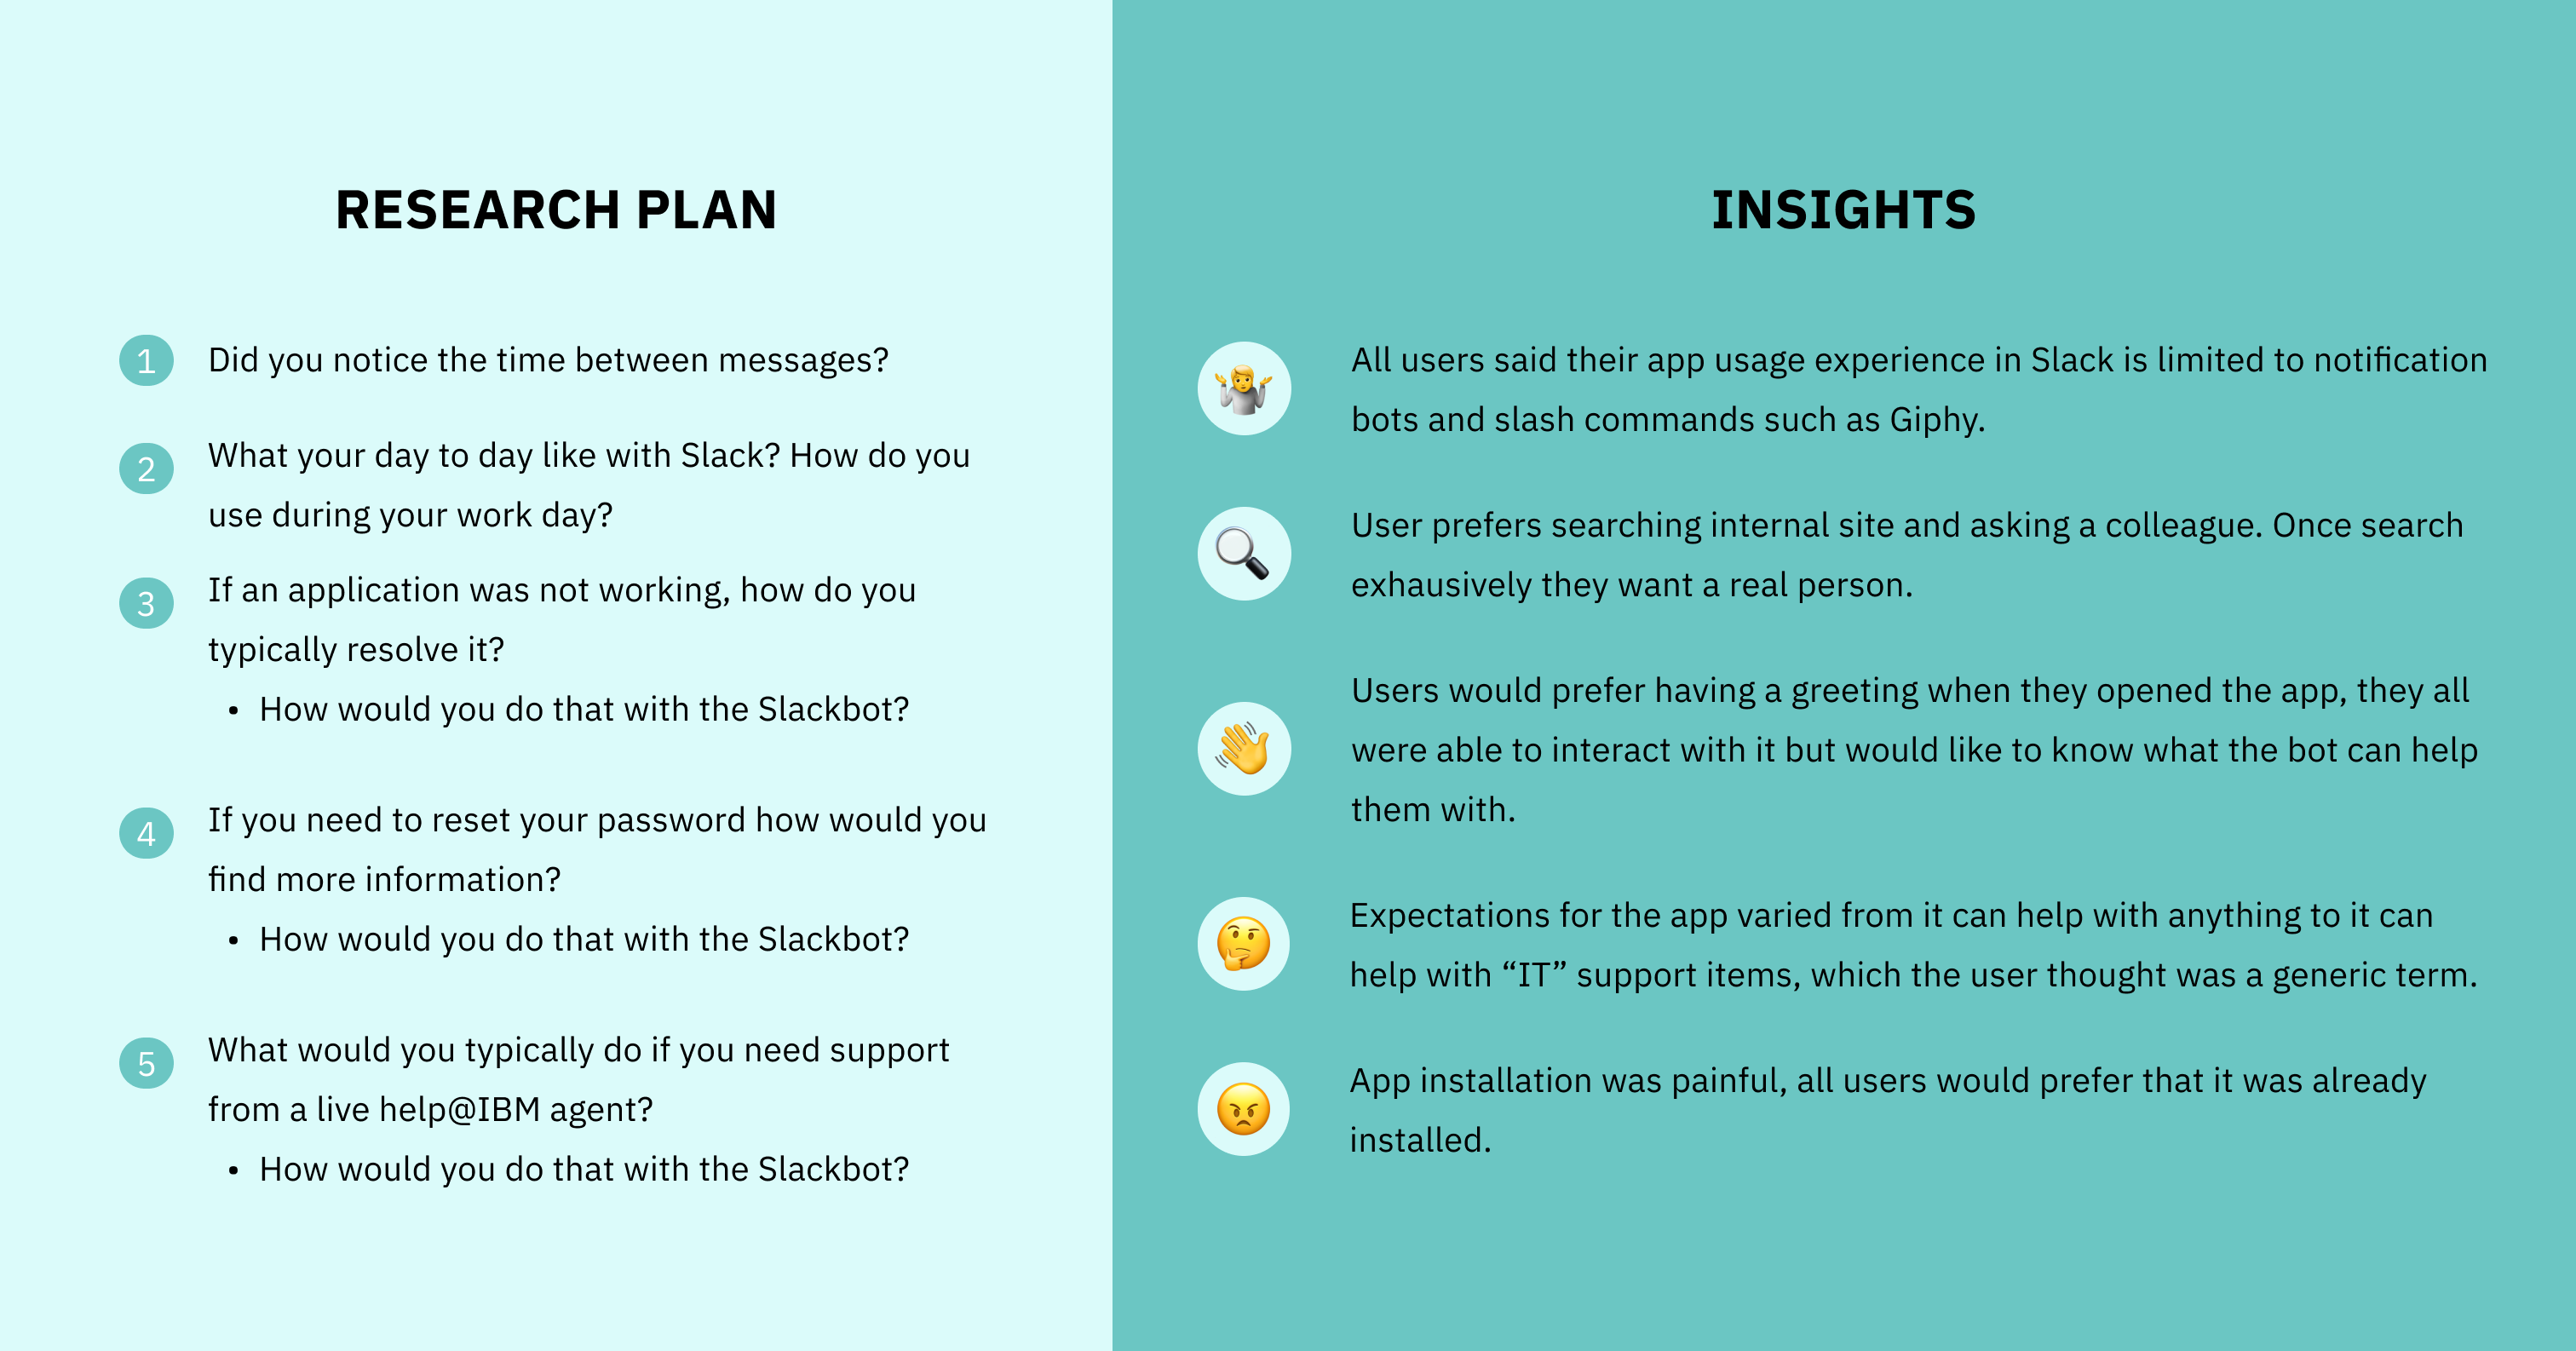 RESEARCH PLAN
1 Did you notice the time between messages?
2 What your day to day like with Slack? How do you
use during your work day?
3 If an application was not working, how do you
typically resolve it?
• How would you do that with the Slackbot?
4 If you need to reset your password how would you
find more information?
• How would you do that with the Slackbot?
5 What would you typically do if you need support
from a live help@IBM agent?
• How would you do that with the Slackbot?
INSIGHTS
All users said their app usage experience in Slack is limited to notification
bots and slash commands such as Giphy.
User prefers searching internal site and asking a colleague. Once search
exhausively they want a real person.
Users would prefer having a greeting when they opened the app, they all
were able to interact with it but would like to know what the bot can help
them with.
Expectations for the app varied from it can help with anything to it can
help with “IT” support items, which the user thought was a generic term.
App installation was painful, all users would prefer that it was already
installed.